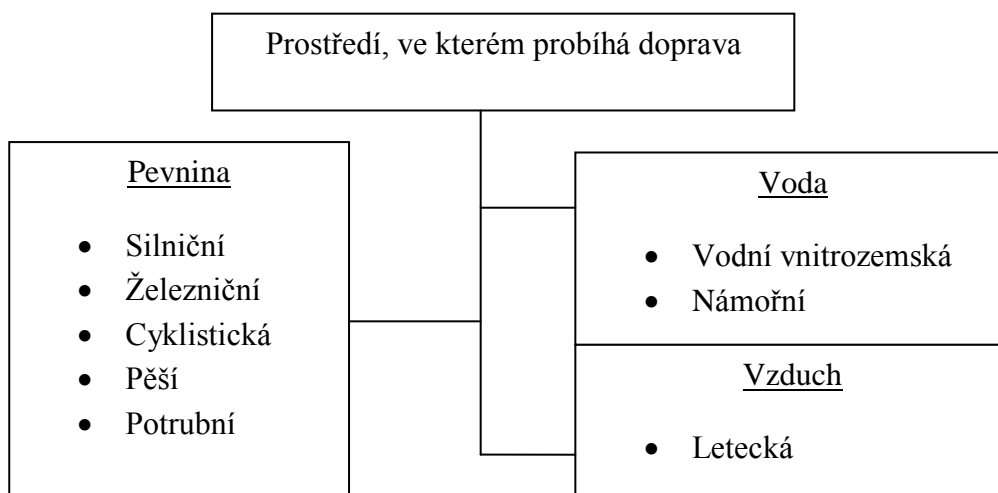 Prostředí, ve kterém probíhá doprava
Pevnina
• Silniční
• Železniční
• Cyklistická
• Pěší
• Potrubní
Voda
• Vodní vnitrozemská
• Námořní
Vzduch
• Letecká